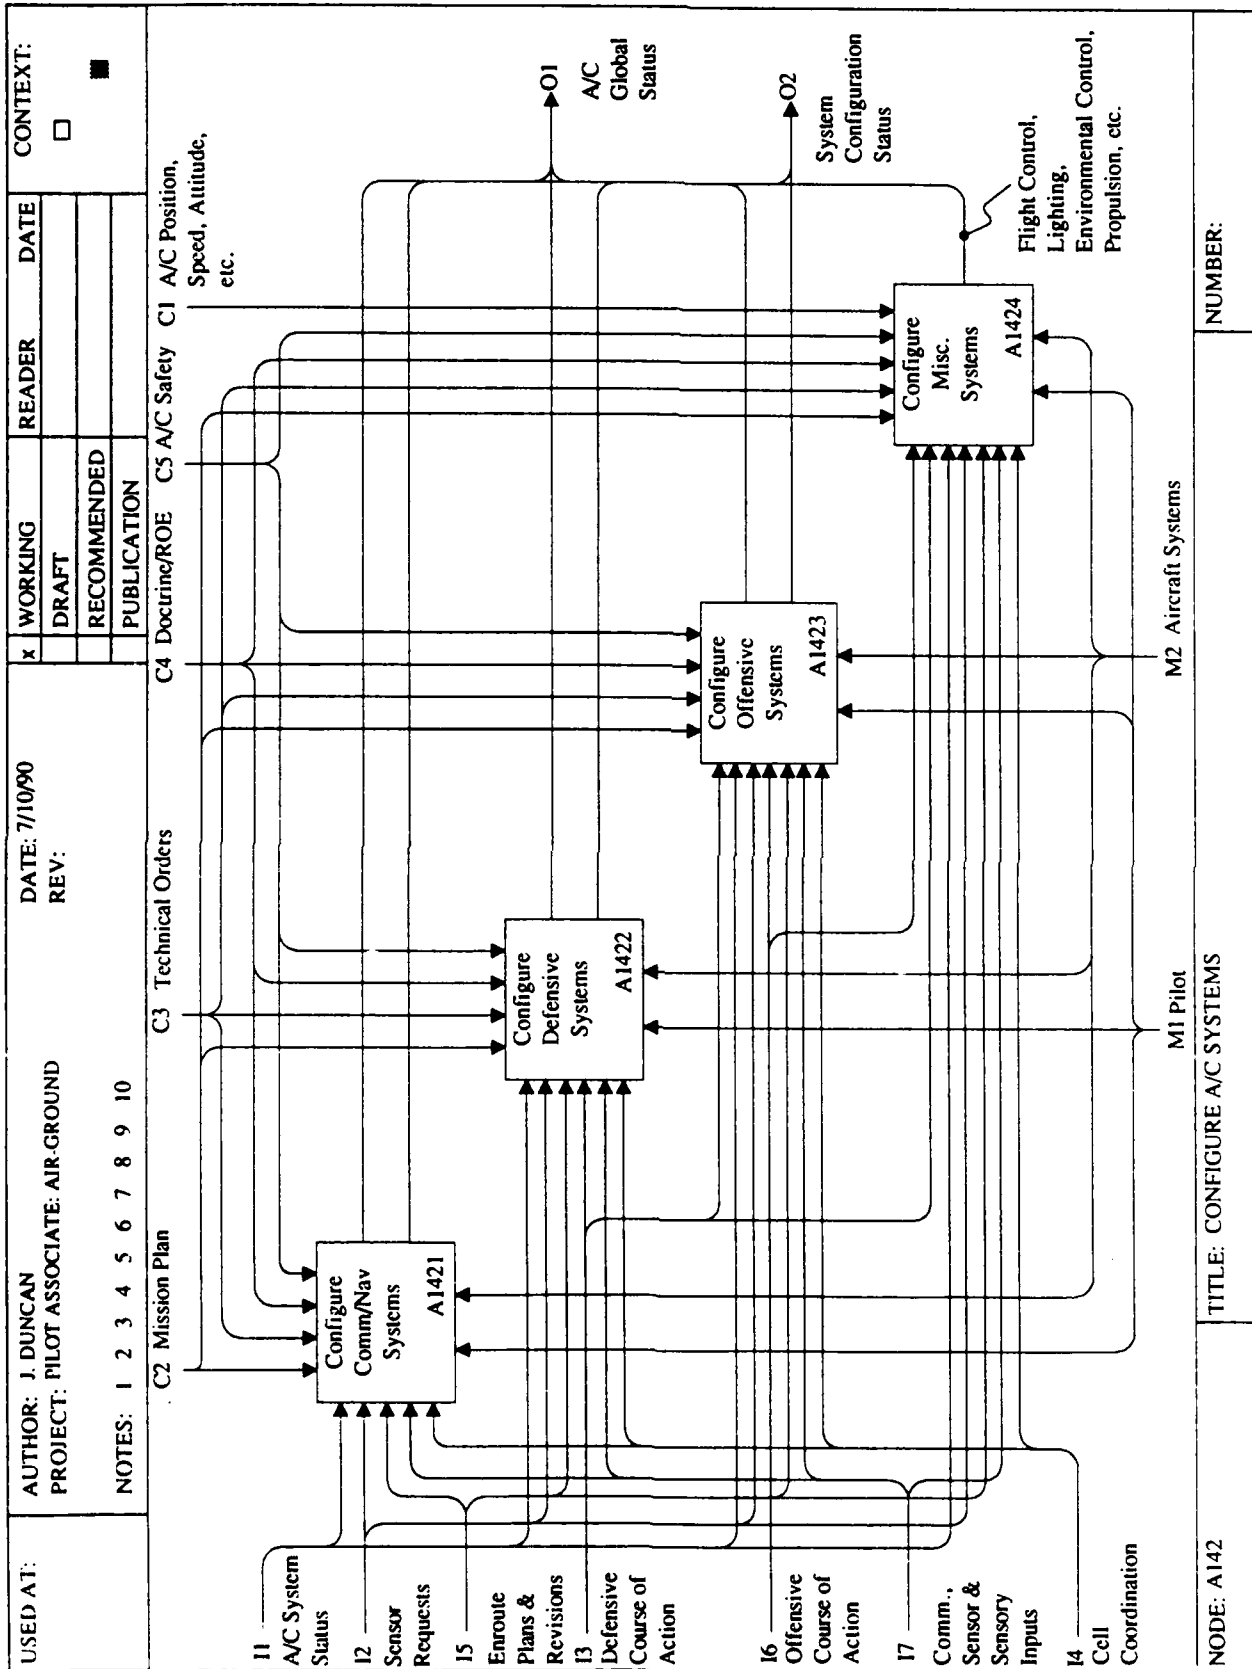 USED AT:
AUTHOR: J. DUNCAN
PROJECT: PILOT ASSOCIATE: AIR-GROUND
DATE: 7/10/90
REV:
NOTES: 1 2 3 4 5 6 7 8 9 10
x WORKING
DRAFT
RECOMMENDED
PUBLICATION
READER DATE
CONTEXT:
C2 Mission Plan
C3 Technical Orders
C4 Doctrine/ROE
C5 A/C Safety
C1 A/C Position,
Speed, Attitude,
etc.
I1
A/C System
Status
I2
Sensor
Requests
I5
Enroute
Plans &
Revisions
I3
Defensive
Course of
Action
I6
Offensive
Course of
Action
I7
Comm.,
Sensor &
Sensory
Inputs
I4
Cell
Coordination
Configure
Comm/Nav
Systems
A1421
Configure
Defensive
Systems
A1422
Configure
Offensive
Systems
A1423
Configure
Misc.
Systems
A1424
O1
A/C
Global
Status
O2
System
Configuration
Status
Flight Control,
Lighting,
Environmental Control,
Propulsion, etc.
M1 Pilot
M2 Aircraft Systems
NODE: A142
TITLE: CONFIGURE A/C SYSTEMS
NUMBER: